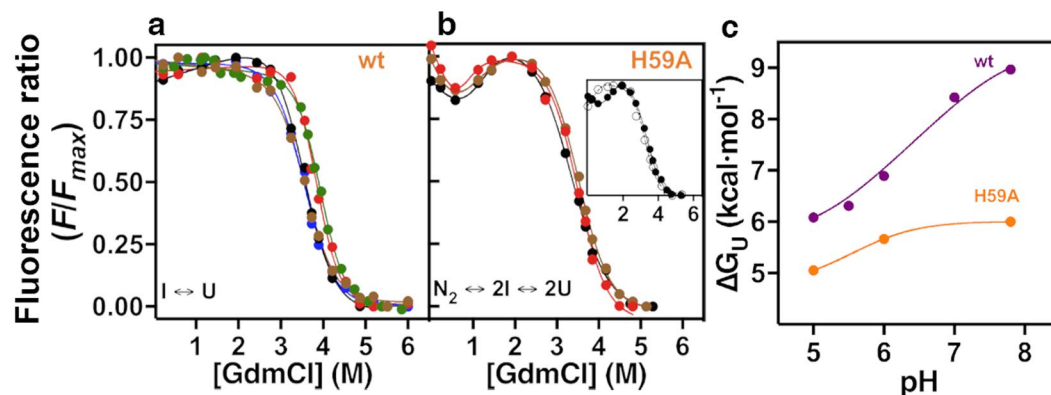 a
wt
Fluorescence ratio
(F/Fmax)
1.00
0.75
0.50
0.25
0.00
I ↔ U
1 2 3 4 5 6
[GdmCl] (M)
b
H59A
2 4 6
N₂ ↔ 2I ↔ 2U
1 2 3 4 5 6
[GdmCl] (M)
c
ΔG_U (kcal·mol⁻¹)
9
8
7
6
5
wt
H59A
5 6 7 8
pH